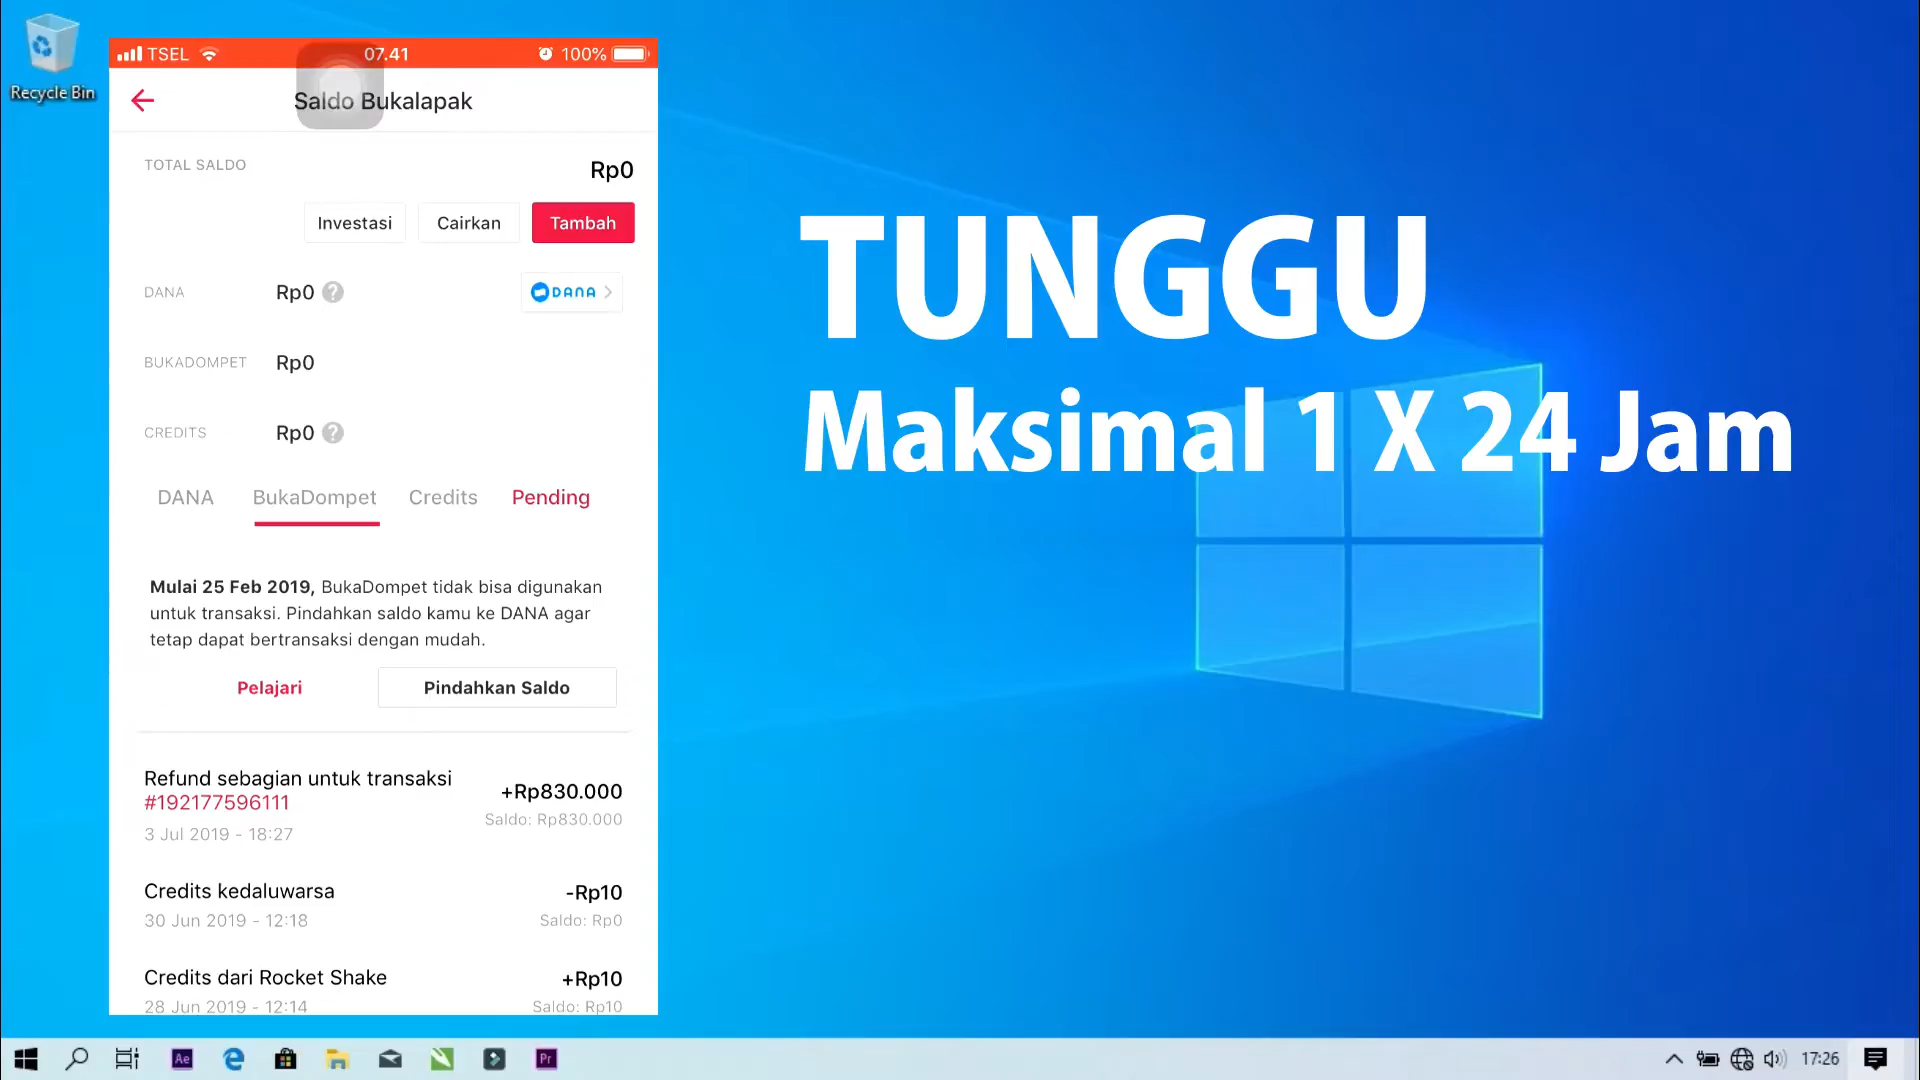 Recycle Bin
TSEL 07.41 100%
Saldo Bukalapak
TOTAL SALDO Rp0
Investasi Cairkan Tambah
DANA Rp0 ? DANA
BUKADOMPET Rp0
CREDITS Rp0 ?
DANA BukaDompet Credits Pending
Mulai 25 Feb 2019, BukaDompet tidak bisa digunakan
untuk transaksi. Pindahkan saldo kamu ke DANA agar
tetap dapat bertransaksi dengan mudah.
Pelajari Pindahkan Saldo
Refund sebagian untuk transaksi
#192177596111
+Rp830.000
Saldo: Rp830.000
3 Jul 2019 - 18:27
Credits kedaluwarsa -Rp10
30 Jun 2019 - 12:18 Saldo: Rp0
Credits dari Rocket Shake +Rp10
28 Jun 2019 - 12:14 Saldo: Rp10
TUNGGU
Maksimal 1 X 24 Jam
Ae Pr 17:26